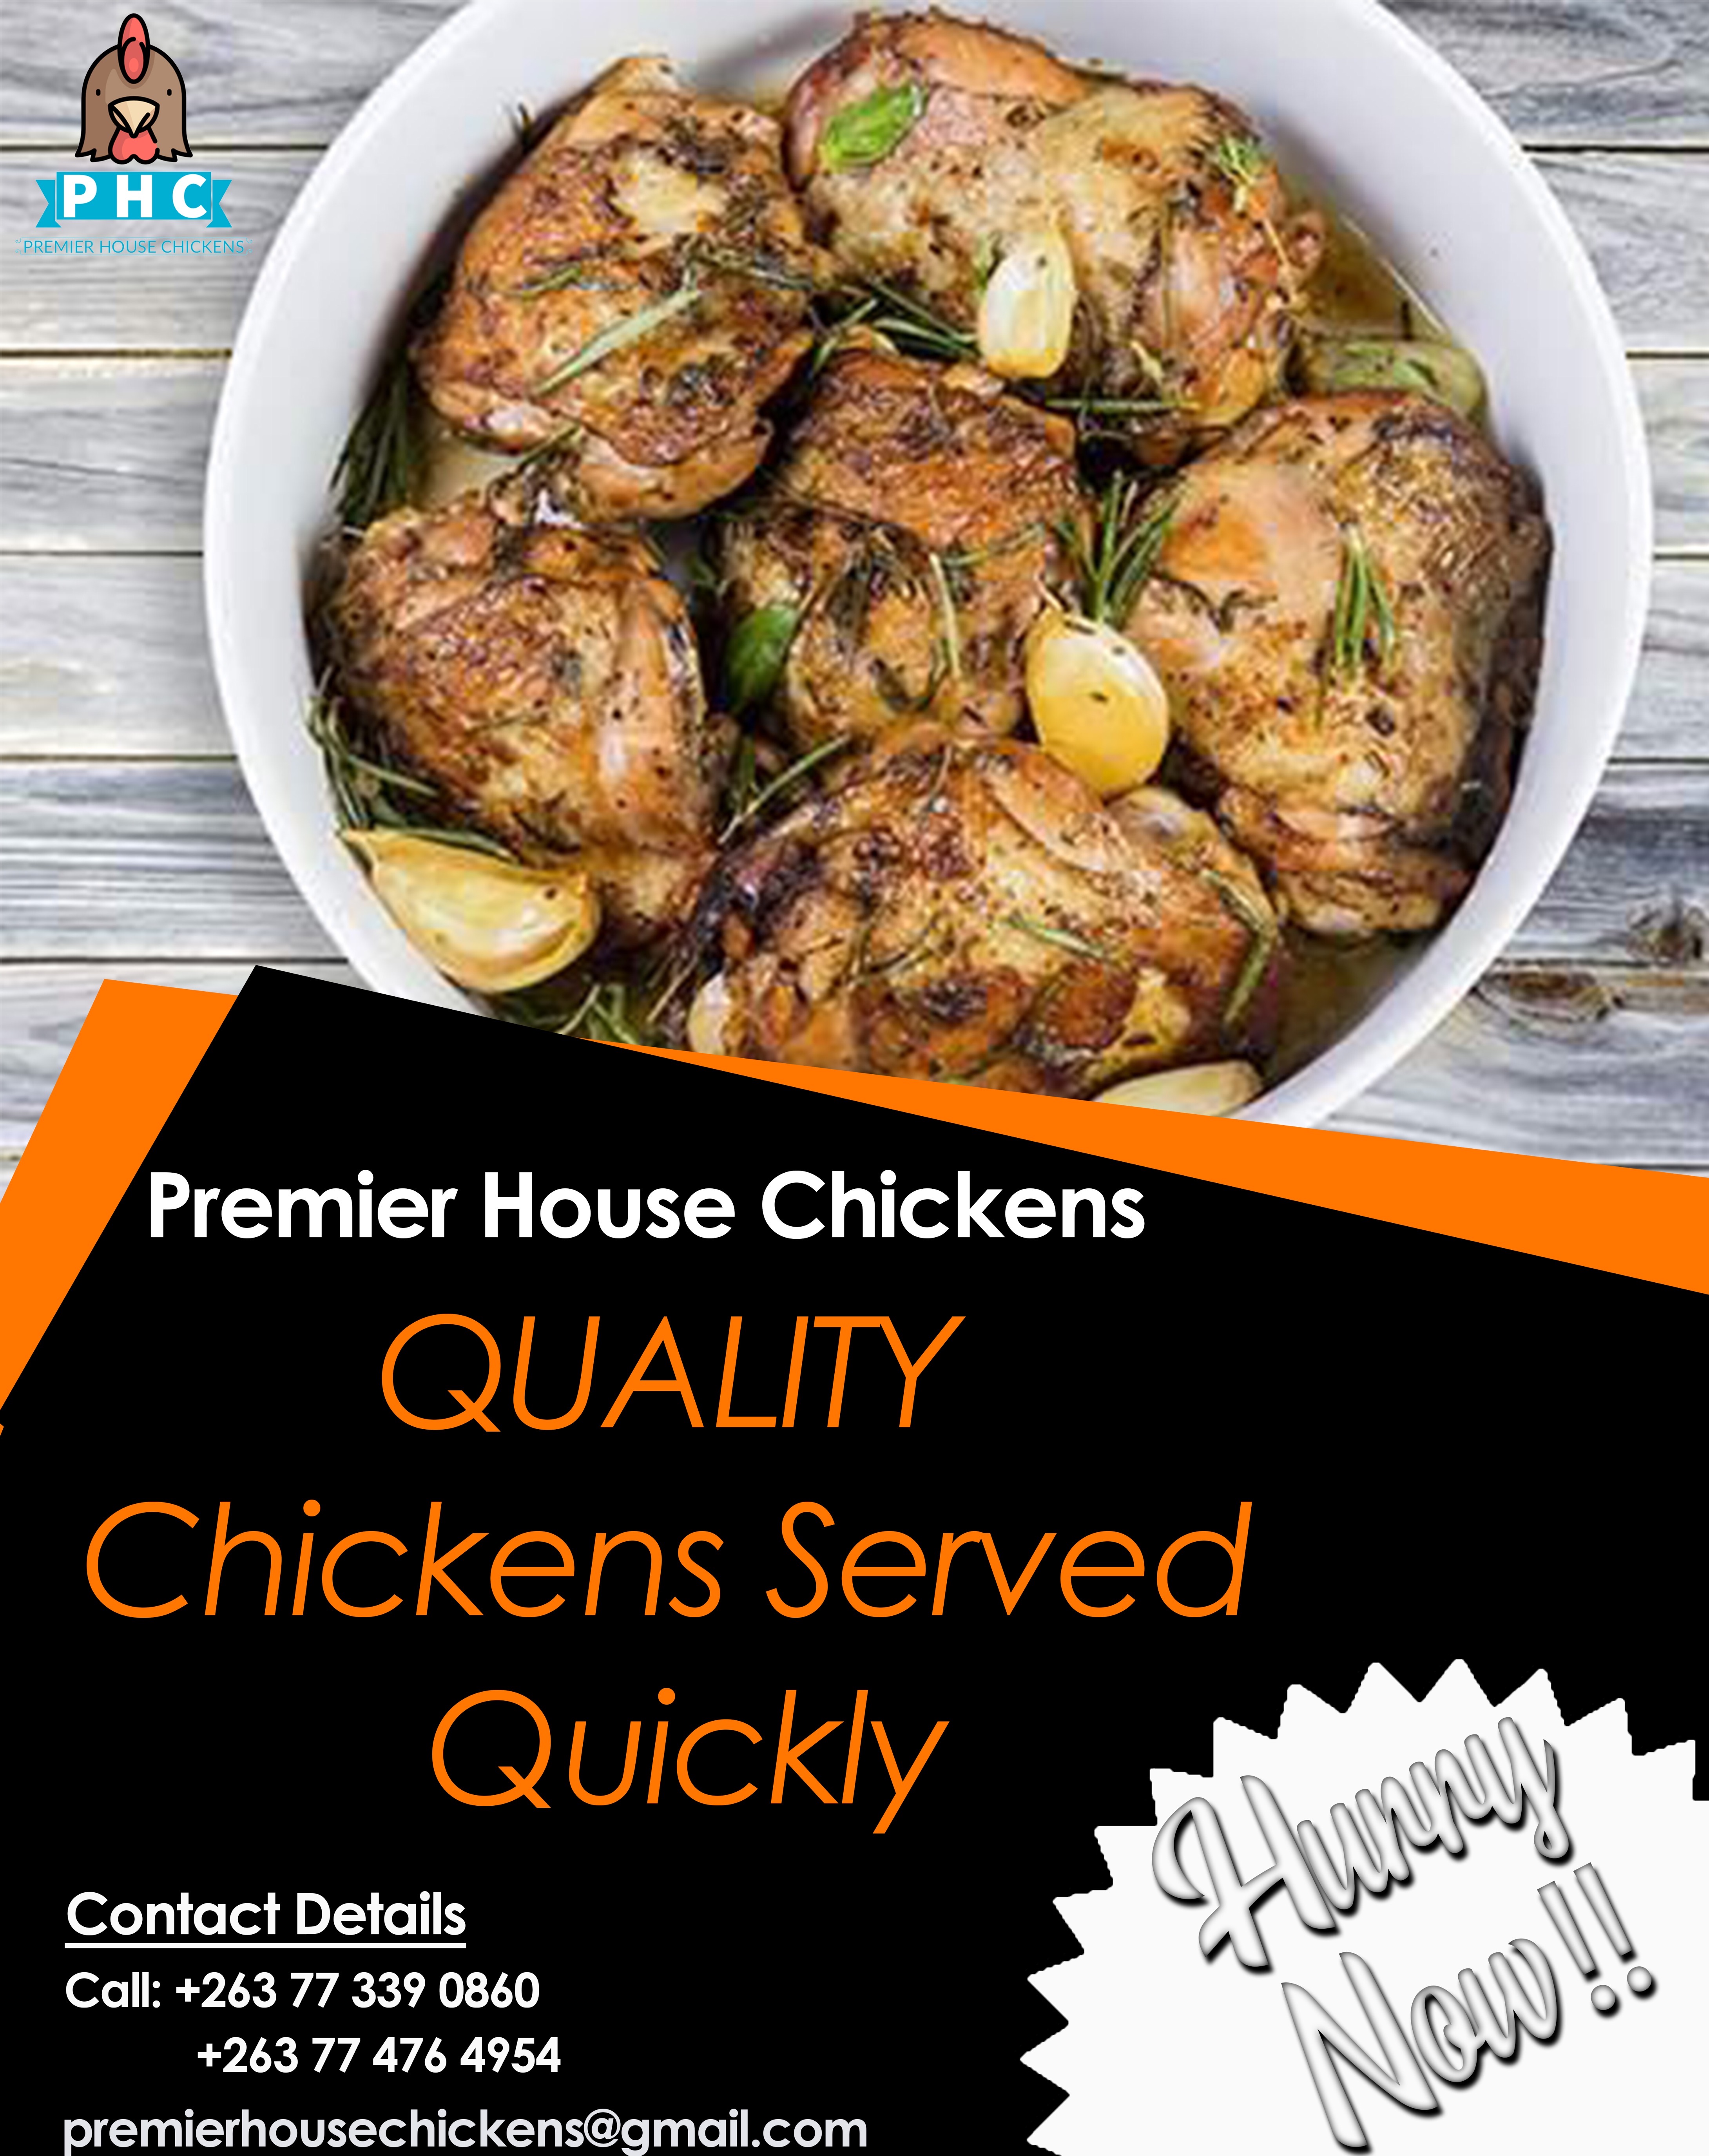 PHC
PREMIER HOUSE CHICKENS
Premier House Chickens
QUALITY
Chickens Served
Quickly
Contact Details
Call: +263 77 339 0860
+263 77 476 4954
premierhousechickens@gmail.com
Hurry
Now!!